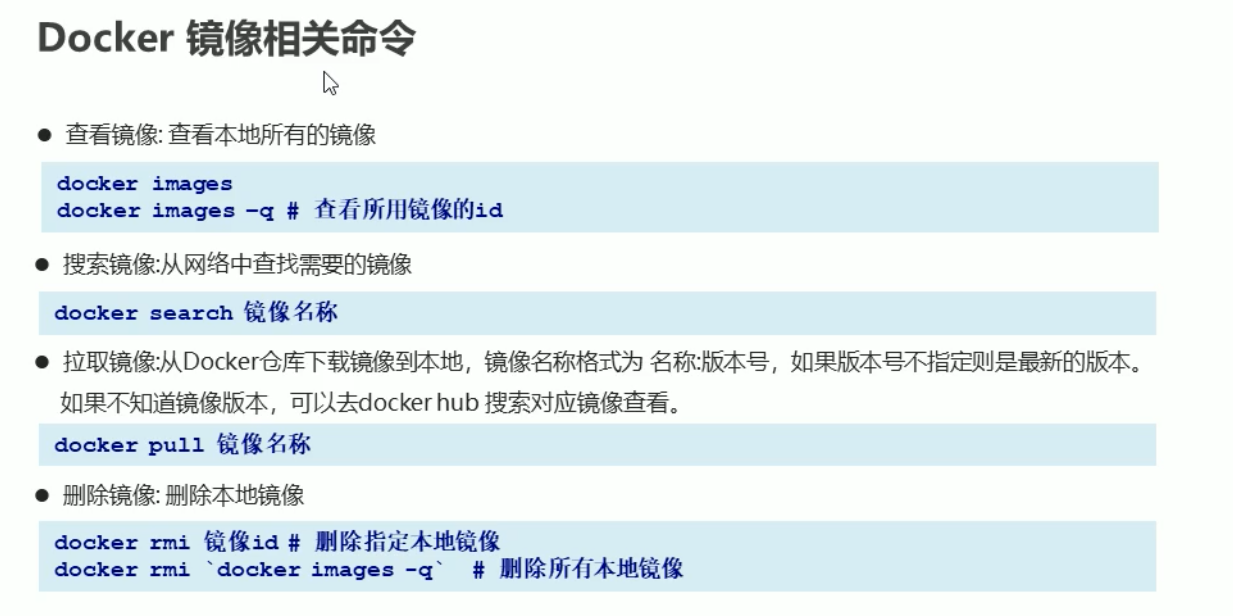 Docker 镜像相关命令
● 查看镜像: 查看本地所有的镜像
docker images
docker images –q # 查看所用镜像的id
● 搜索镜像:从网络中查找需要的镜像
docker search 镜像名称
● 拉取镜像:从Docker仓库下载镜像到本地，镜像名称格式为 名称:版本号，如果版本号不指定则是最新的版本。
如果不知道镜像版本，可以去docker hub 搜索对应镜像查看。
docker pull 镜像名称
● 删除镜像: 删除本地镜像
docker rmi 镜像id # 删除指定本地镜像
docker rmi `docker images -q` # 删除所有本地镜像